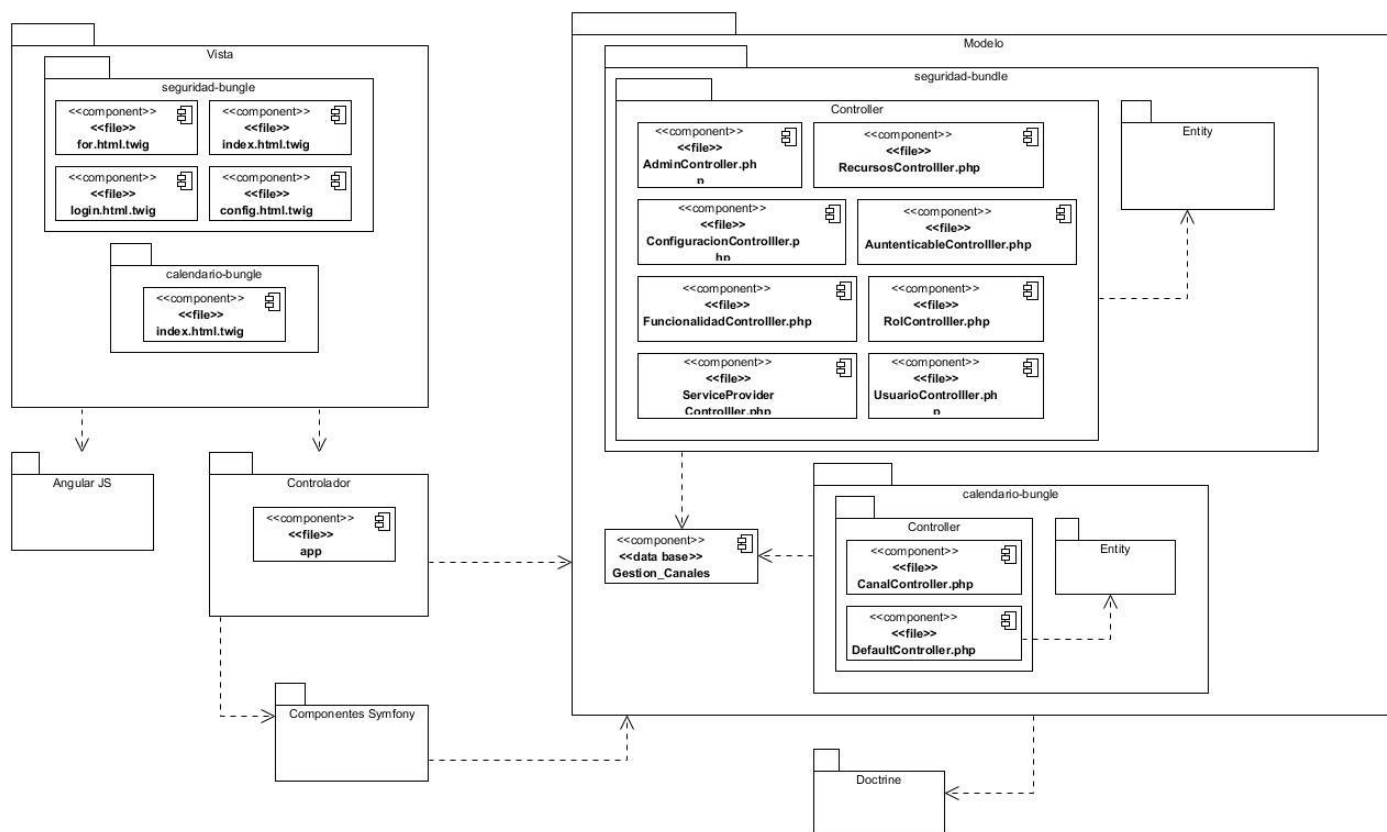 Vista
seguridad-bungle
<<component>>
<<file>>
for.html.twig
<<component>>
<<file>>
index.html.twig
<<component>>
<<file>>
login.html.twig
<<component>>
<<file>>
config.html.twig
calendario-bungle
<<component>>
<<file>>
index.html.twig
Angular JS
Controlador
<<component>>
<<file>>
app
Componentes Symfony
Modelo
seguridad-bundle
Controller
<<component>>
<<file>>
AdminController.ph
p
<<component>>
<<file>>
RecursosControlller.php
<<component>>
<<file>>
ConfiguracionControlller.p
hp
<<component>>
<<file>>
AuntenticableControlller.php
<<component>>
<<file>>
FuncionalidadControlller.php
<<component>>
<<file>>
RolControlller.php
<<component>>
<<file>>
ServiceProvider
Controlller.php
<<component>>
<<file>>
UsuarioControlller.ph
p
Entity
<<component>>
<<data base>>
Gestion_Canales
calendario-bungle
Controller
<<component>>
<<file>>
CanalController.php
<<component>>
<<file>>
DefaultController.php
Entity
Doctrine